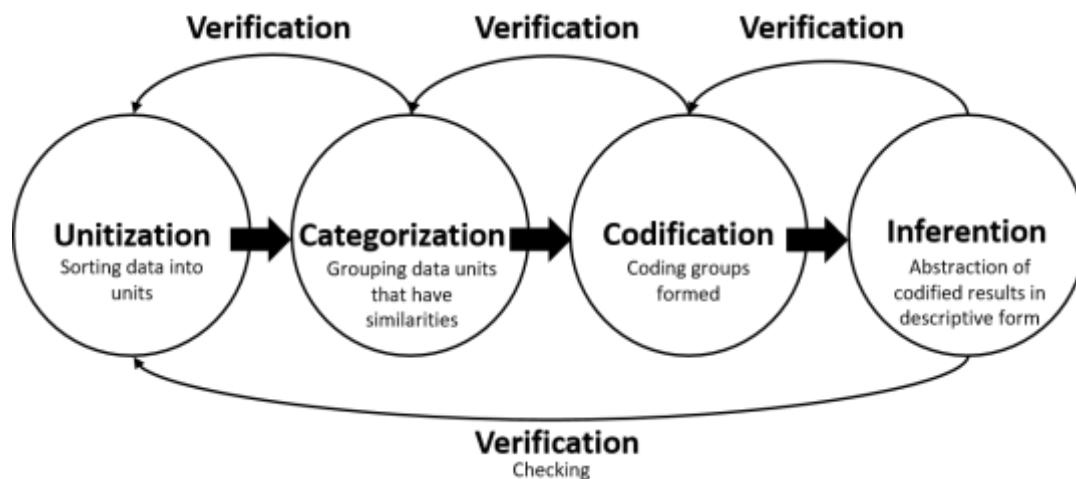 Verification
Verification
Verification
Unitization
Sorting data into
units
Categorization
Grouping data units
that have
similarities
Codification
Coding groups
formed
Inferention
Abstraction of
codified results in
descriptive form
Verification
Checking